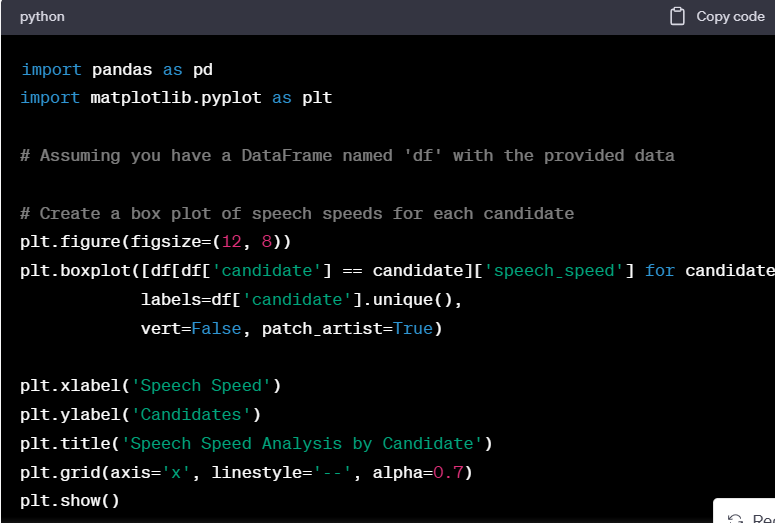 python
Copy code
import pandas as pd
import matplotlib.pyplot as plt
# Assuming you have a DataFrame named 'df' with the provided data
# Create a box plot of speech speeds for each candidate
plt.figure(figsize=(12, 8))
plt.boxplot([df[df['candidate'] == candidate]['speech_speed'] for candidate
labels=df['candidate'].unique(),
vert=False, patch_artist=True)
plt.xlabel('Speech Speed')
plt.ylabel('Candidates')
plt.title('Speech Speed Analysis by Candidate')
plt.grid(axis='x', linestyle='--', alpha=0.7)
plt.show()